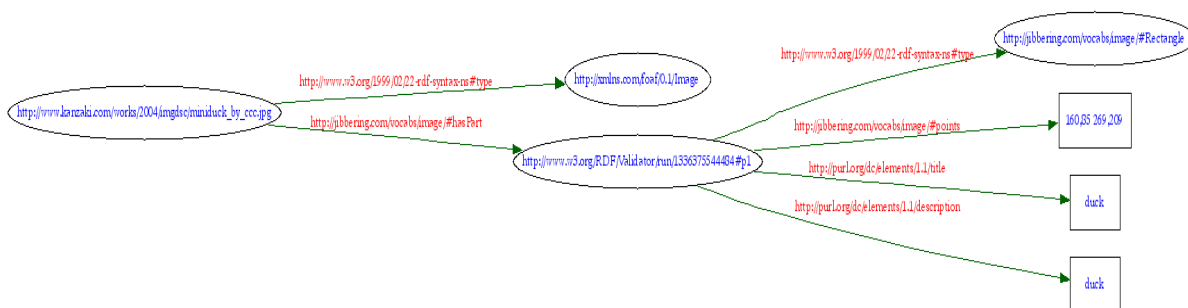 http://jibbering.com/vocabs/image/#Rectangle
http://www.w3.org/1999/02/22-rdf-syntax-ns#type
http://xmlns.com/foaf/0.1/Image
http://www.w3.org/1999/02/22-rdf-syntax-ns#type
http://www.kanzaki.com/works/2004/imgdsc/miniduck_by_ccc.jpg
http://jibbering.com/vocabs/image/#hasPart
http://jibbering.com/vocabs/image/#points
160,85 269,209
http://www.w3.org/RDF/Validator/run/1336375544484#p1
http://purl.org/dc/elements/1.1/title
duck
http://purl.org/dc/elements/1.1/description
duck